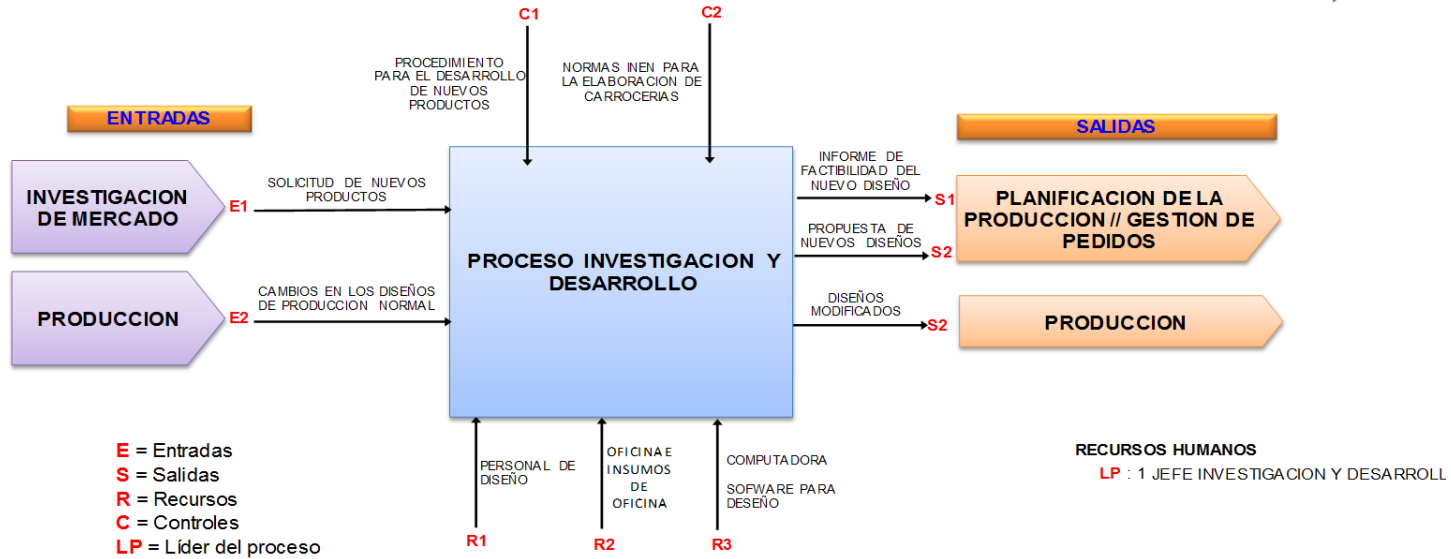 C1
C2
PROCEDIMIENTO
PARA EL DESARROLLO
DE NUEVOS
PRODUCTOS
NORMAS INEN PARA
LA ELABORACION DE
CARROCERIAS
ENTRADAS
SALIDAS
INVESTIGACION
DE MERCADO
E1
SOLICITUD DE NUEVOS
PRODUCTOS
PRODUCCION
E2
CAMBIOS EN LOS DISEÑOS
DE PRODUCCION NORMAL
PROCESO INVESTIGACION Y
DESARROLLO
INFORME DE
FACTIBILIDAD DEL
NUEVO DISEÑO
S1
PROPUESTA DE
NUEVOS DISEÑOS
S2
PLANIFICACION DE LA
PRODUCCION // GESTION DE
PEDIDOS
DISEÑOS
MODIFICADOS
S2
PRODUCCION
PERSONAL DE
DISEÑO
R1
OFICINA E
INSUMOS
DE
OFICINA
R2
COMPUTADORA
SOFWARE PARA
DESEÑO
R3
E = Entradas
S = Salidas
R = Recursos
C = Controles
LP = Líder del proceso
RECURSOS HUMANOS
LP : 1 JEFE INVESTIGACION Y DESARROLL